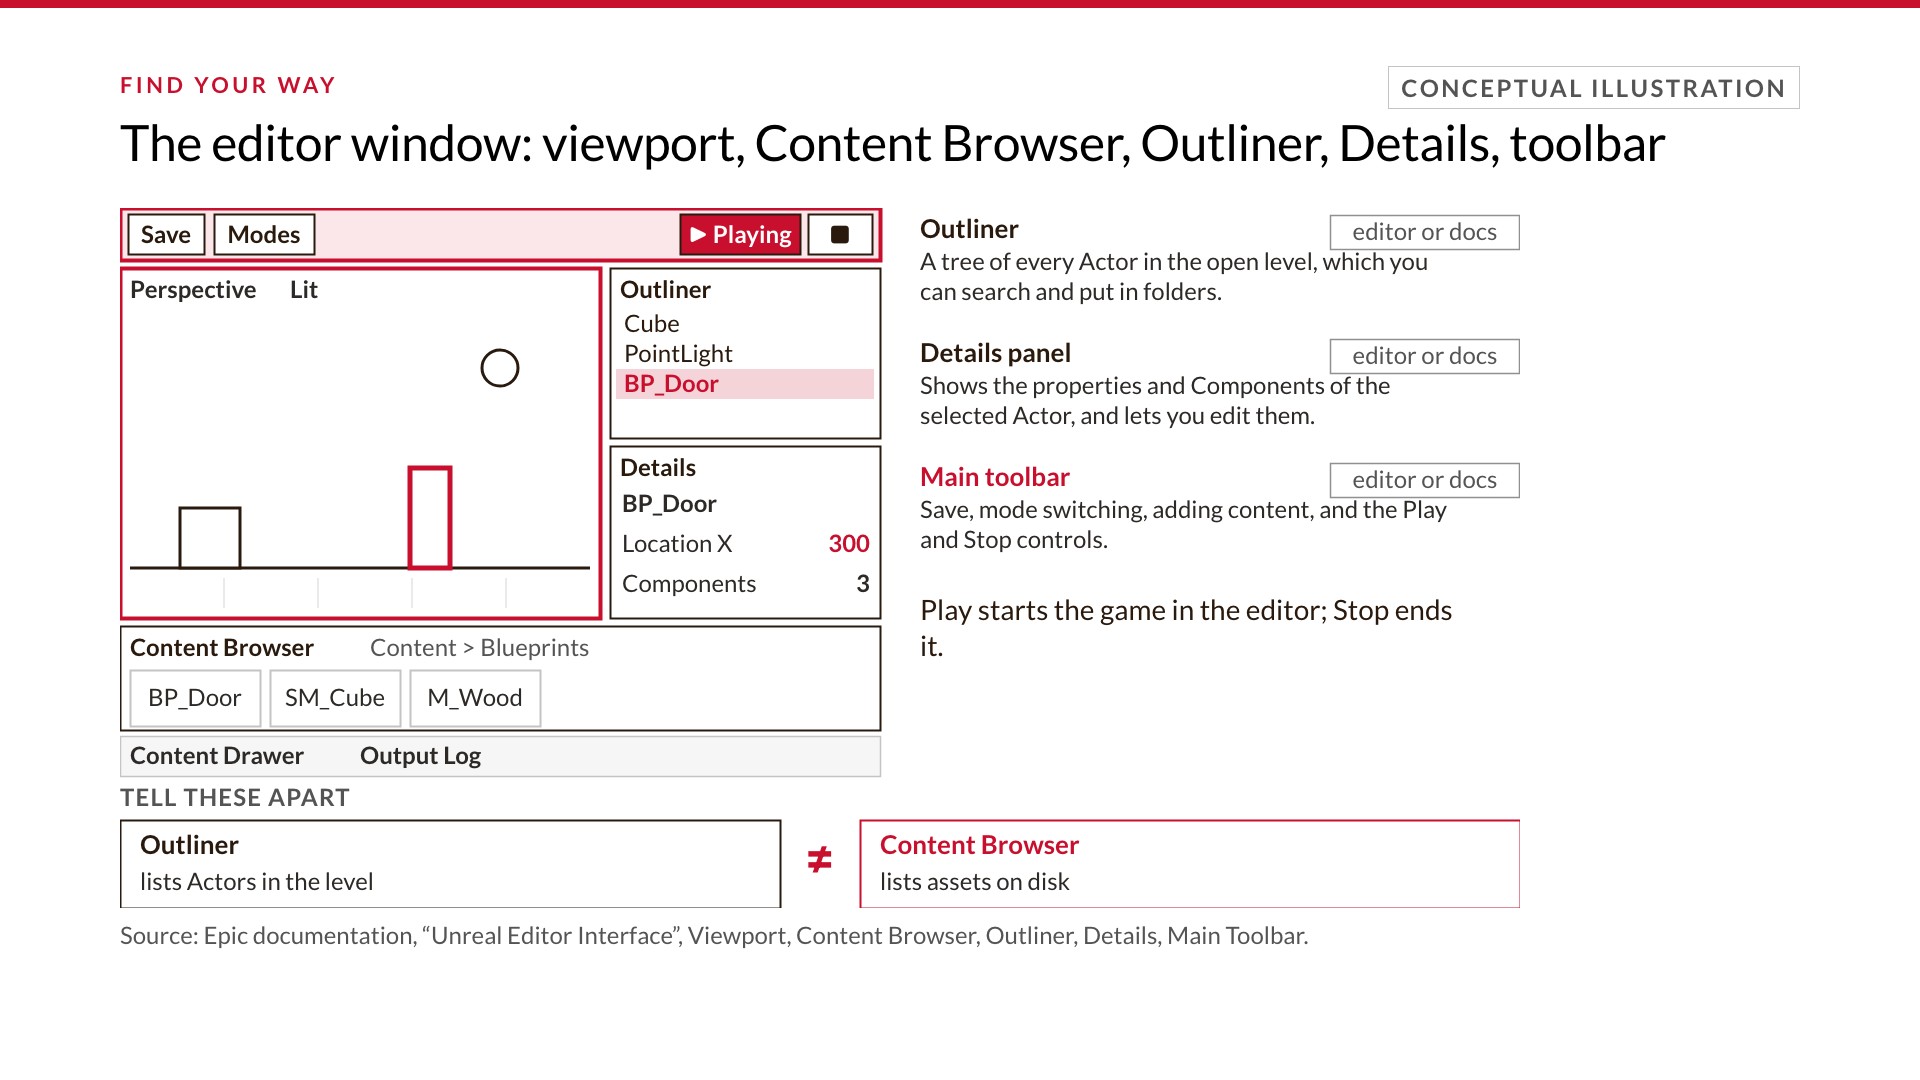 FIND YOUR WAY
CONCEPTUAL ILLUSTRATION
The editor window: viewport, Content Browser, Outliner, Details, toolbar
Save
Modes
Playing
Perspective
Lit
Outliner
Cube
PointLight
BP_Door
Details
BP_Door
Location X
300
Components
3
Content Browser
Content > Blueprints
BP_Door
SM_Cube
M_Wood
Content Drawer
Output Log
Outliner
editor or docs
A tree of every Actor in the open level, which you
can search and put in folders.
Details panel
editor or docs
Shows the properties and Components of the
selected Actor, and lets you edit them.
Main toolbar
editor or docs
Save, mode switching, adding content, and the Play
and Stop controls.
Play starts the game in the editor; Stop ends
it.
TELL THESE APART
Outliner
lists Actors in the level
≠
Content Browser
lists assets on disk
Source: Epic documentation, “Unreal Editor Interface”, Viewport, Content Browser, Outliner, Details, Main Toolbar.